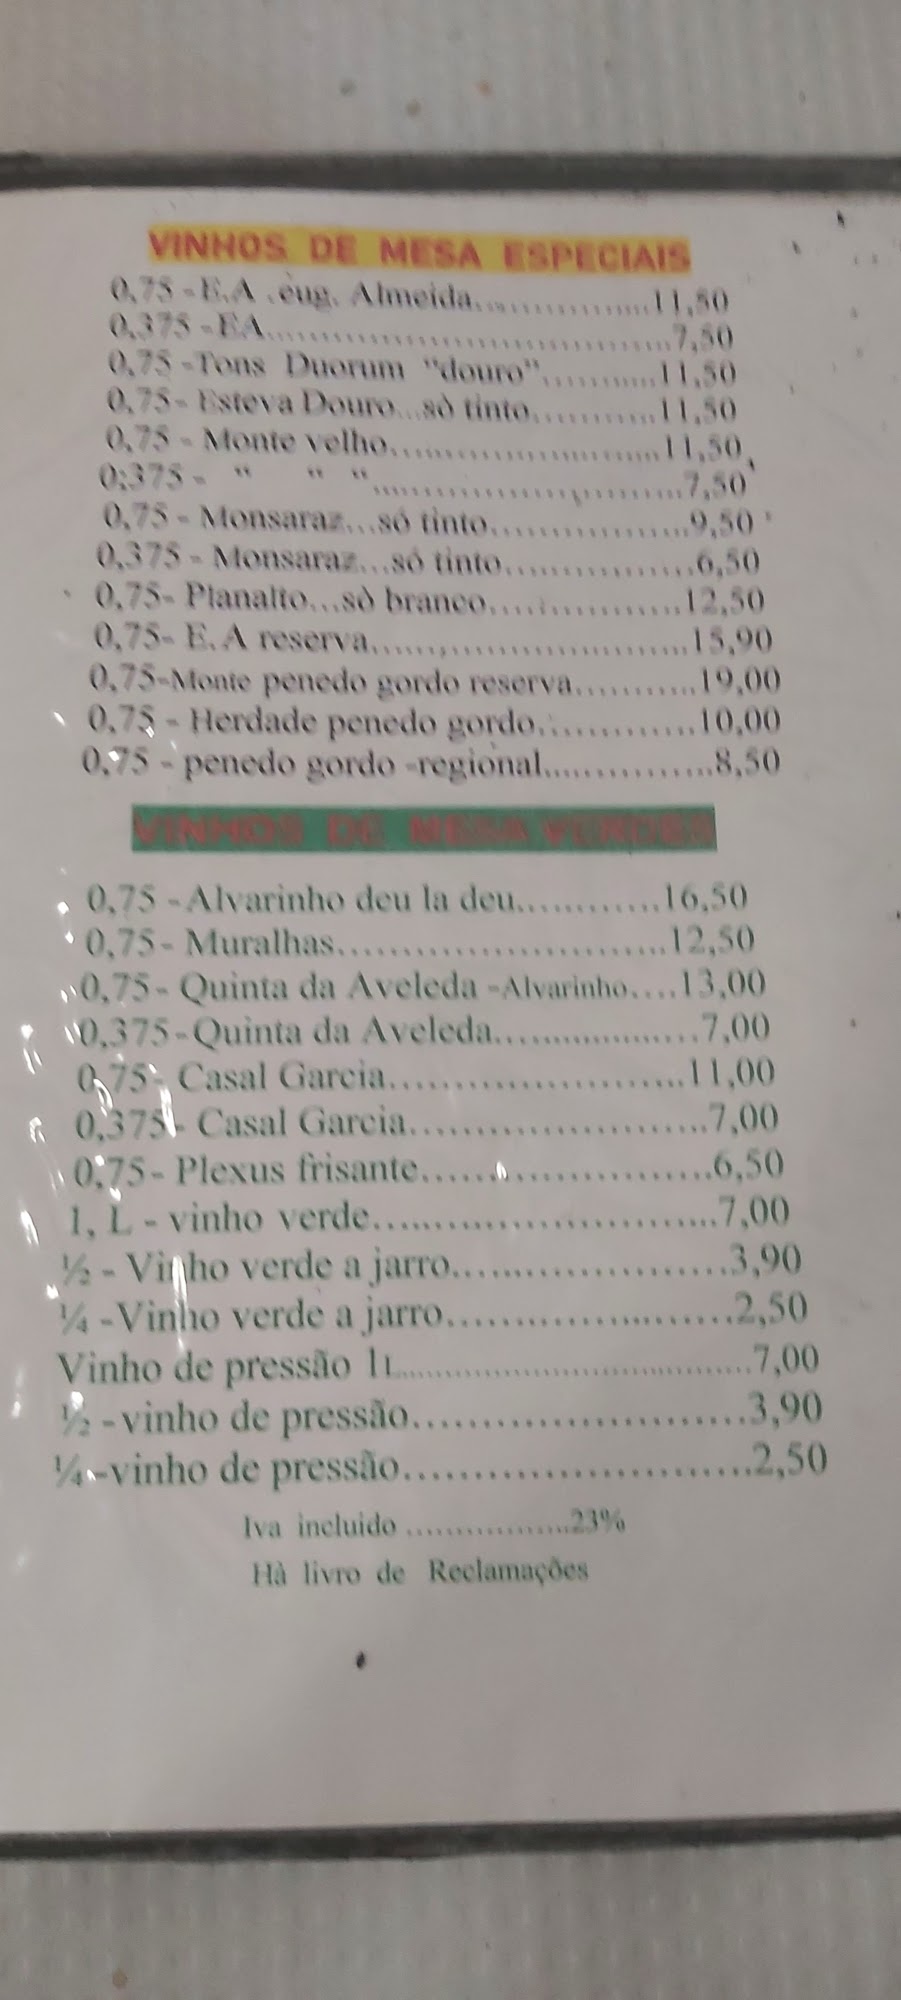 VINHOS DE MESA ESPECIAIS
0,75 - E.A .èug. Almeida....................11,50
0,375 - EA.......................................7,50
0,75 -Tons Duorum "douro"............11,50
0,75- Esteva Douro...sò tinto............11,50
0,75 - Monte velho...........................11,50
0;375 - " " "...............................7,50
0,75 - Monsaraz...só tinto..................9,50
0,375 - Monsaraz...só tinto.................6,50
0,75- Planalto...sò branco..................12,50
0,75- E.A reserva.............................15,90
0,75-Monte penedo gordo reserva...........19,00
0,75 - Herdade penedo gordo...............10,00
0,75 - penedo gordo -regional................8,50
VINHOS DE MESA VERDES
0,75 -Alvarinho deu la deu............16,50
0,75- Muralhas..............................12,50
0,75- Quinta da Aveleda -Alvarinho....13,00
0,375-Quinta da Aveleda....................7,00
0,75- Casal Garcia..........................11,00
0,375- Casal Garcia..........................7,00
0,75- Plexus frisante..........................6,50
1, L - vinho verde..............................7,00
½ - Vinho verde a jarro.......................3,90
¼ -Vinho verde a jarro........................2,50
Vinho de pressão 1L..............................7,00
½ -vinho de pressão............................3,90
¼-vinho de pressão.............................2,50
Iva incluido ...................23%
Hà livro de Reclamações